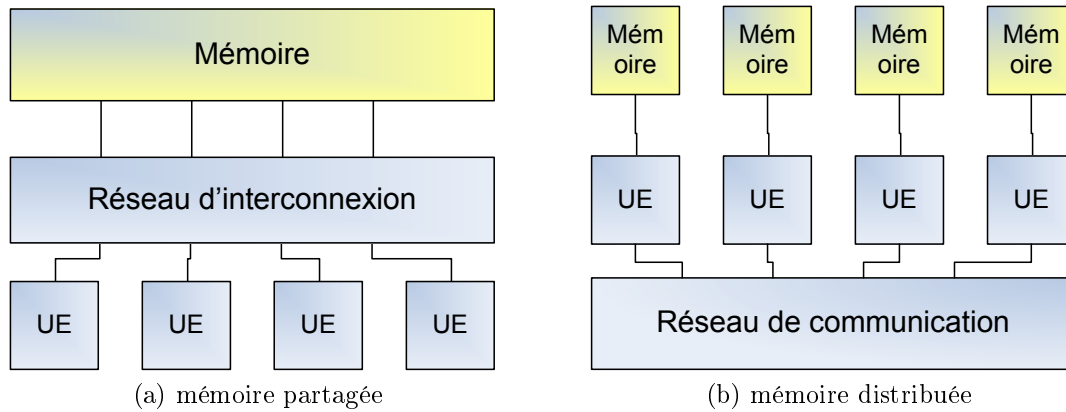 Mémoire
Réseau d'interconnexion
UE
UE
UE
UE
(a) mémoire partagée
Mém
oire
Mém
oire
Mém
oire
Mém
oire
UE
UE
UE
UE
Réseau de communication
(b) mémoire distribuée